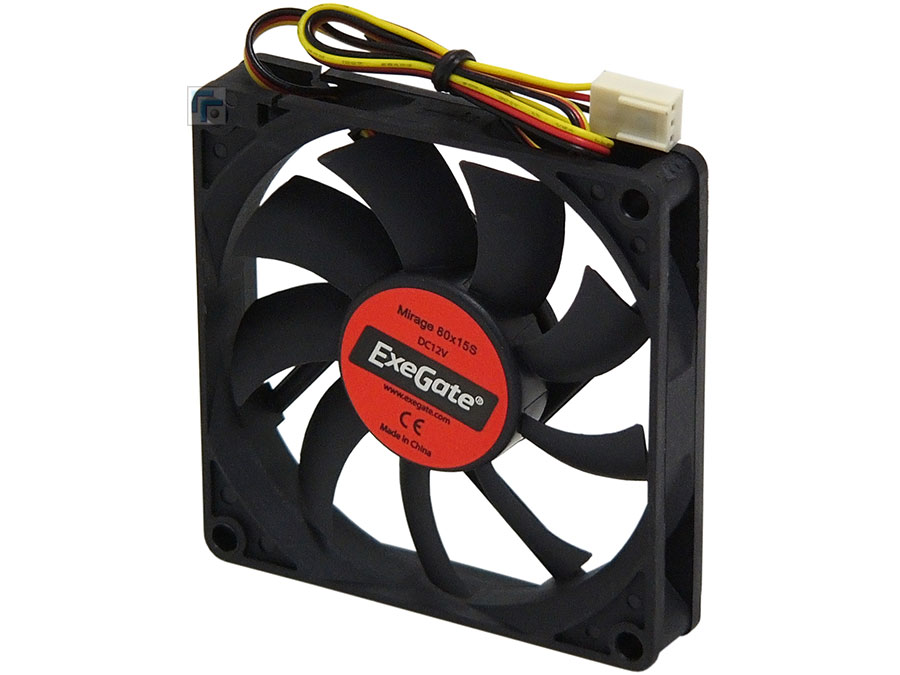 Mirage 80x15S
DC12V
ExeGate®
www.exegate.com
CE
Made in China